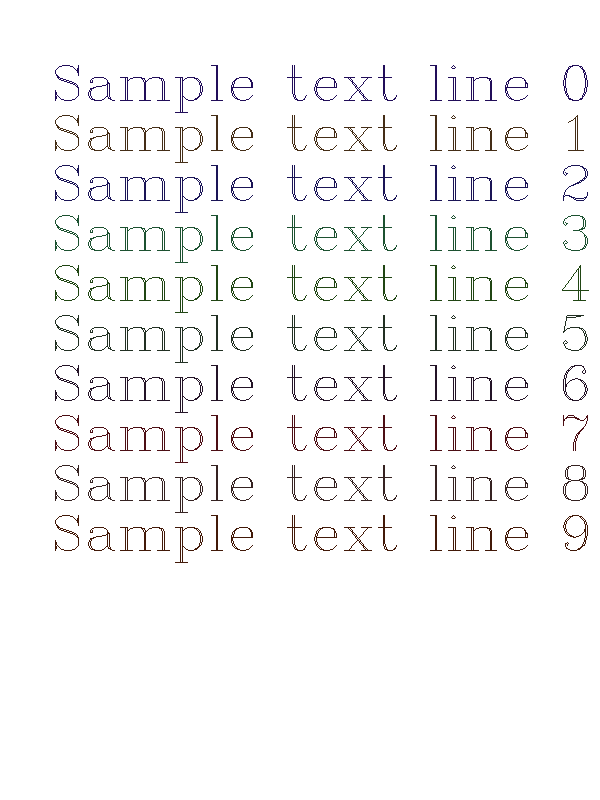 Sample text line 0
Sample text line 1
Sample text line 2
Sample text line 3
Sample text line 4
Sample text line 5
Sample text line 6
Sample text line 7
Sample text line 8
Sample text line 9